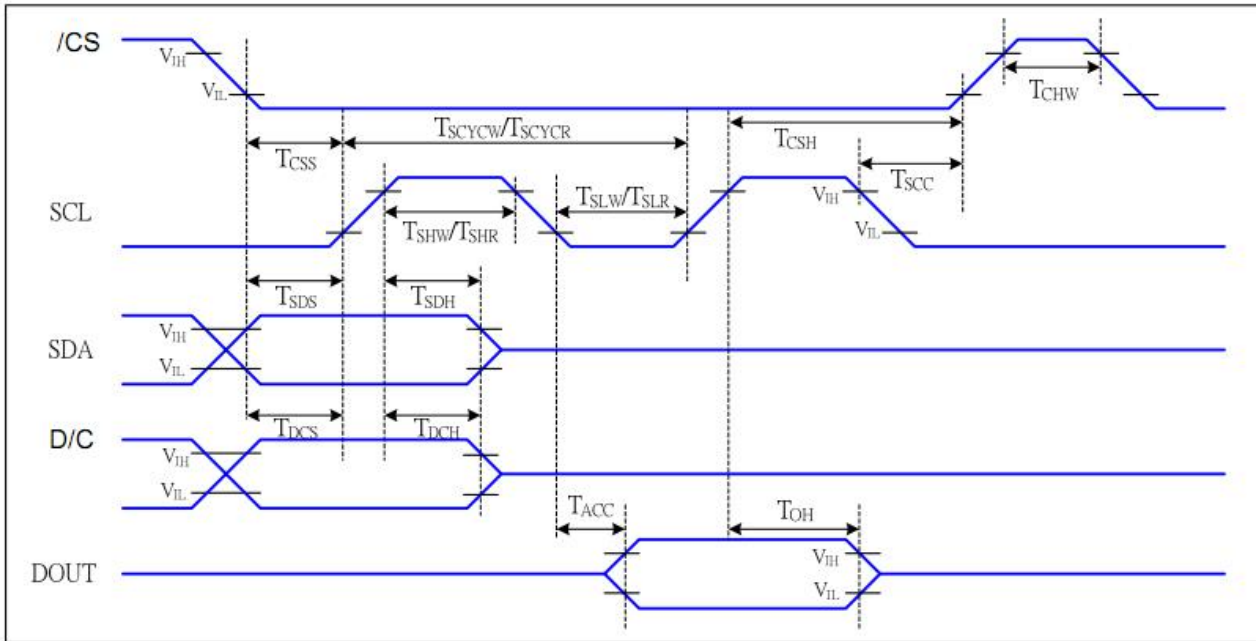 /CS
VIH
VIL
TCSS
TSCYCW/TSCYCR
TCSH
TCHW
TSCC
SCL
TSHW/TSHR
TSLW/TSLR
VIH
VIL
TSDS
TSDH
SDA
VIH
VIL
D/C
TDCS
TDCH
VIH
VIL
TACC
TOH
DOUT
VIH
VIL